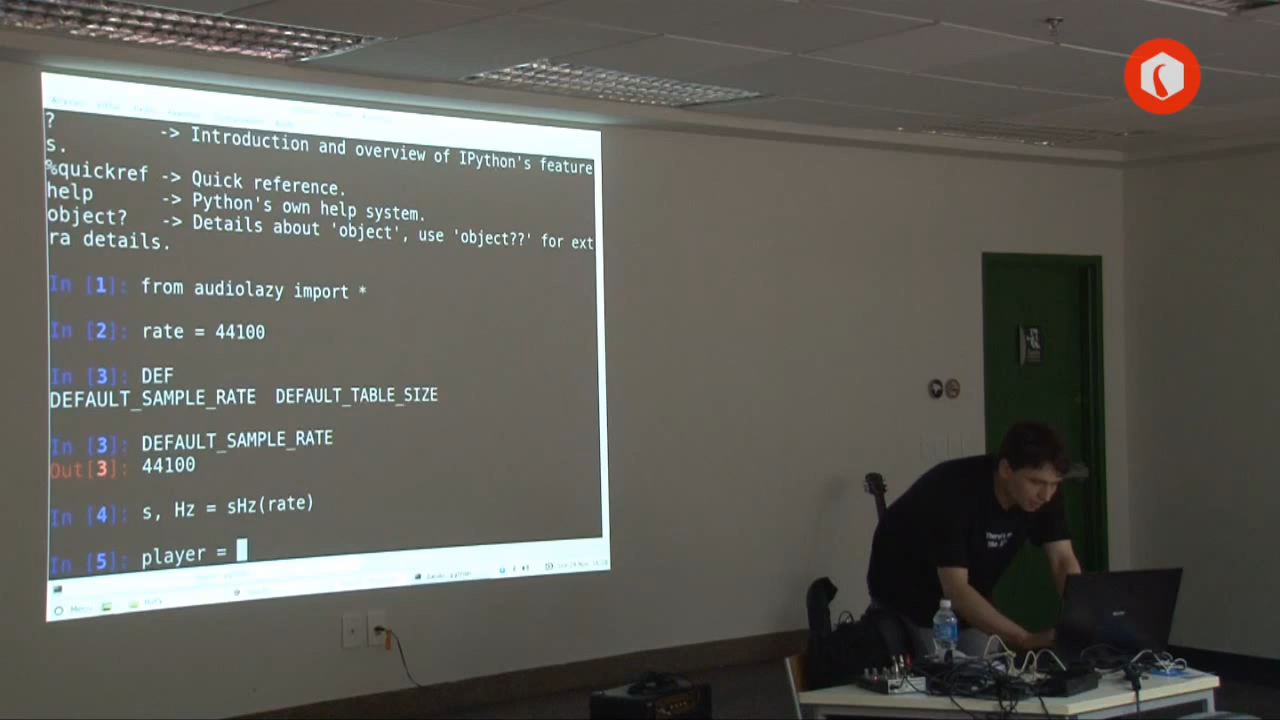 ?          -> Introduction and overview of IPython's feature
s.
%quickref -> Quick reference.
help       -> Python's own help system.
object?    -> Details about 'object', use 'object??' for ext
ra details.
In [1]: from audiolazy import *
In [2]: rate = 44100
In [3]: DEF
DEFAULT_SAMPLE_RATE  DEFAULT_TABLE_SIZE
In [3]: DEFAULT_SAMPLE_RATE
Out[3]: 44100
In [4]: s, Hz = sHz(rate)
In [5]: player =
Menu